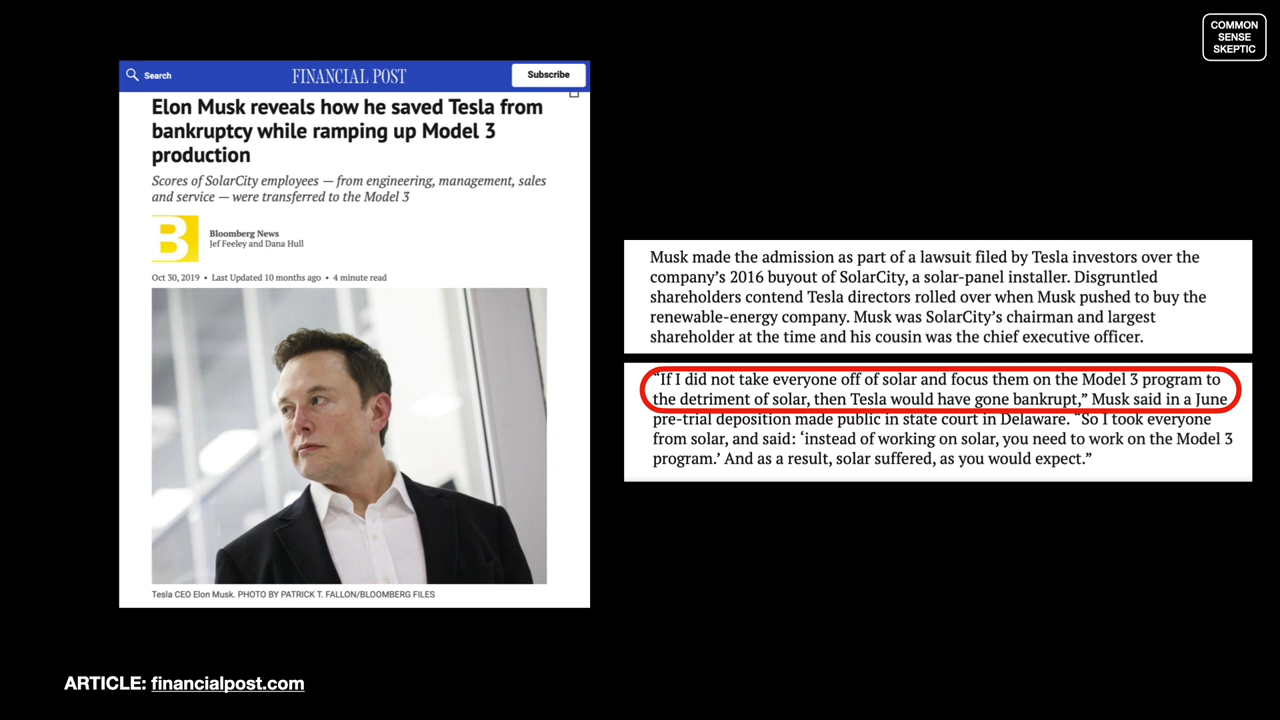 COMMON
SENSE
SKEPTIC
Search
FINANCIAL POST
Subscribe
Elon Musk reveals how he saved Tesla from
bankruptcy while ramping up Model 3
production
Scores of SolarCity employees — from engineering, management, sales
and service — were transferred to the Model 3
B
Bloomberg News
Jef Feeley and Dana Hull
Oct 30, 2019 • Last Updated 10 months ago • 4 minute read
Tesla CEO Elon Musk. PHOTO BY PATRICK T. FALLON/BLOOMBERG FILES
Musk made the admission as part of a lawsuit filed by Tesla investors over the
company’s 2016 buyout of SolarCity, a solar-panel installer. Disgruntled
shareholders contend Tesla directors rolled over when Musk pushed to buy the
renewable-energy company. Musk was SolarCity’s chairman and largest
shareholder at the time and his cousin was the chief executive officer.
“If I did not take everyone off of solar and focus them on the Model 3 program to
the detriment of solar, then Tesla would have gone bankrupt,” Musk said in a June
pre-trial deposition made public in state court in Delaware. “So I took everyone
from solar, and said: ‘instead of working on solar, you need to work on the Model 3
program.’ And as a result, solar suffered, as you would expect.”
ARTICLE: financialpost.com